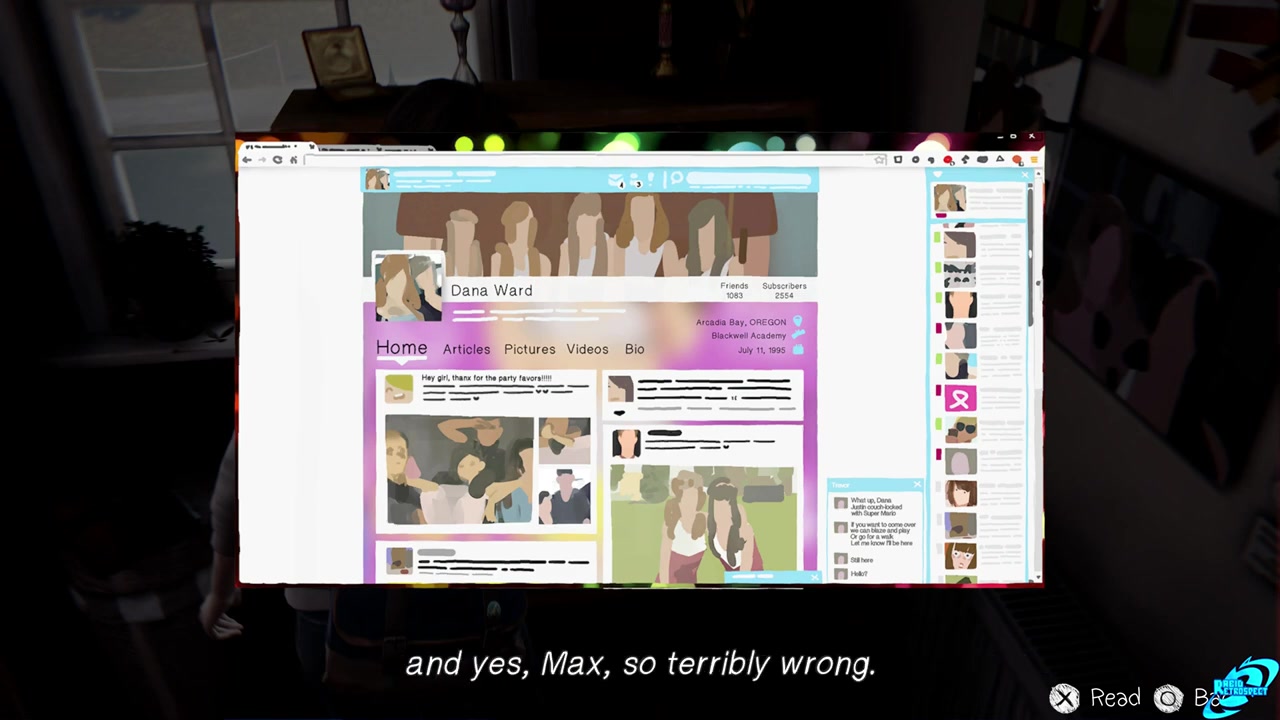 4
3
Dana Ward
Friends
1083
Subscribers
2554
Arcadia Bay, OREGON
Blackwell Academy
July 11, 1995
Home
Articles
Pictures
Videos
Bio
Hey girl, thanx for the party favors!!!!!
Trevor
What up, Dana
Justin couch-locked
with Super Mario
If you want to come over
we can blaze and play
Or go for a walk
Let me know I'll be here
Still here
Hello?
and yes, Max, so terribly wrong.
Read
RETROSPECT